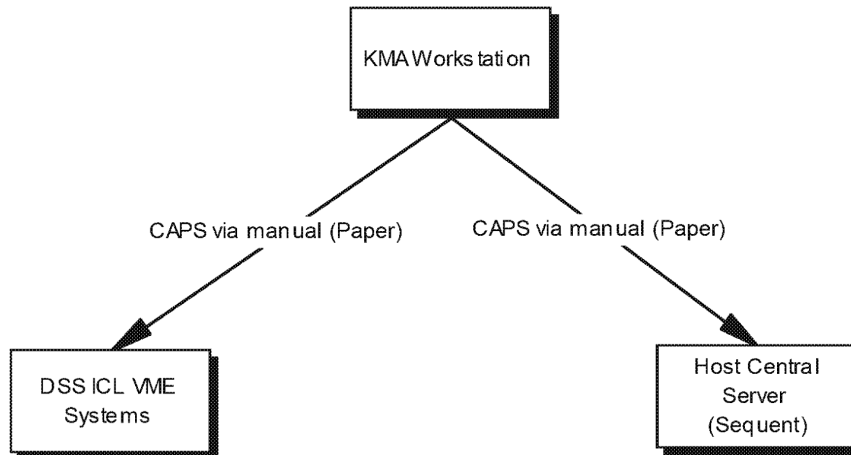 KMA Workstation
CAPS via manual (Paper)
CAPS via manual (Paper)
DSS ICL VME
Systems
Host Central
Server
(Sequent)